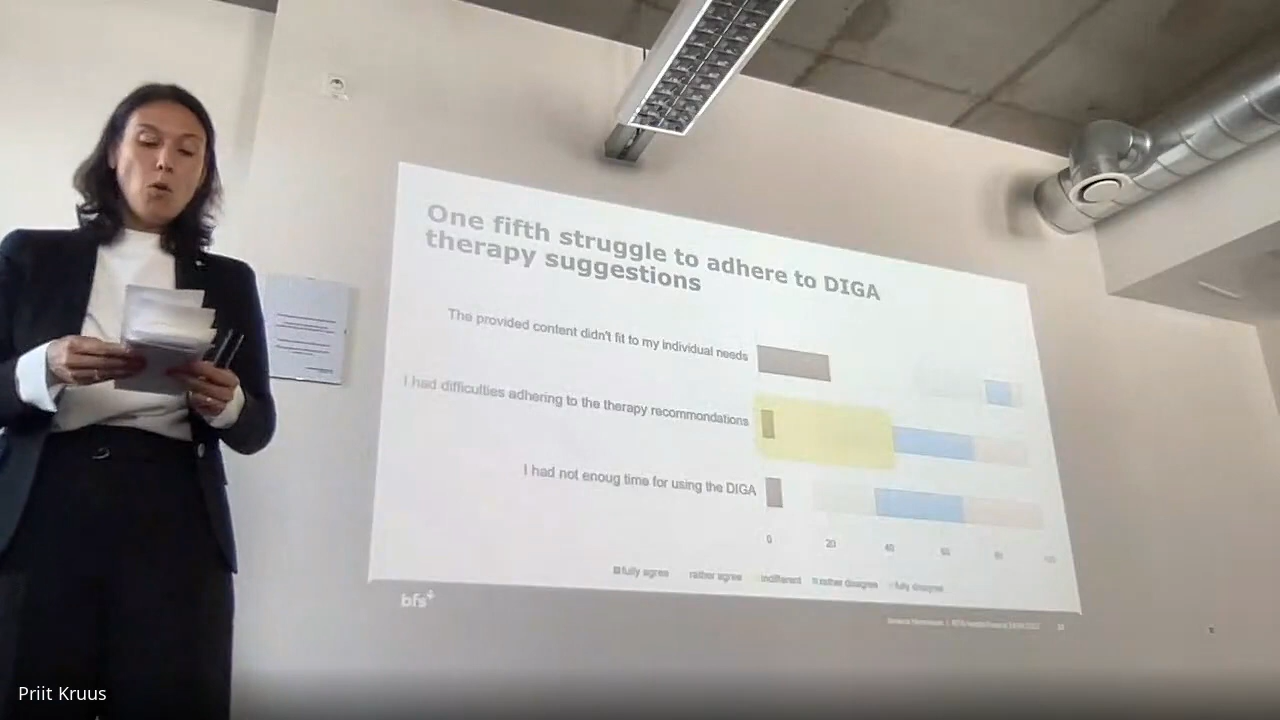 One fifth struggle to adhere to DIGA
therapy suggestions
The provided content didn't fit to my individual needs
I had difficulties adhering to the therapy recommondations
I had not enoug time for using the DIGA
0 20 40 60 80 100
fully agree rather agree indifferent rather disagree fully disagree
bfs
Priit Kruus